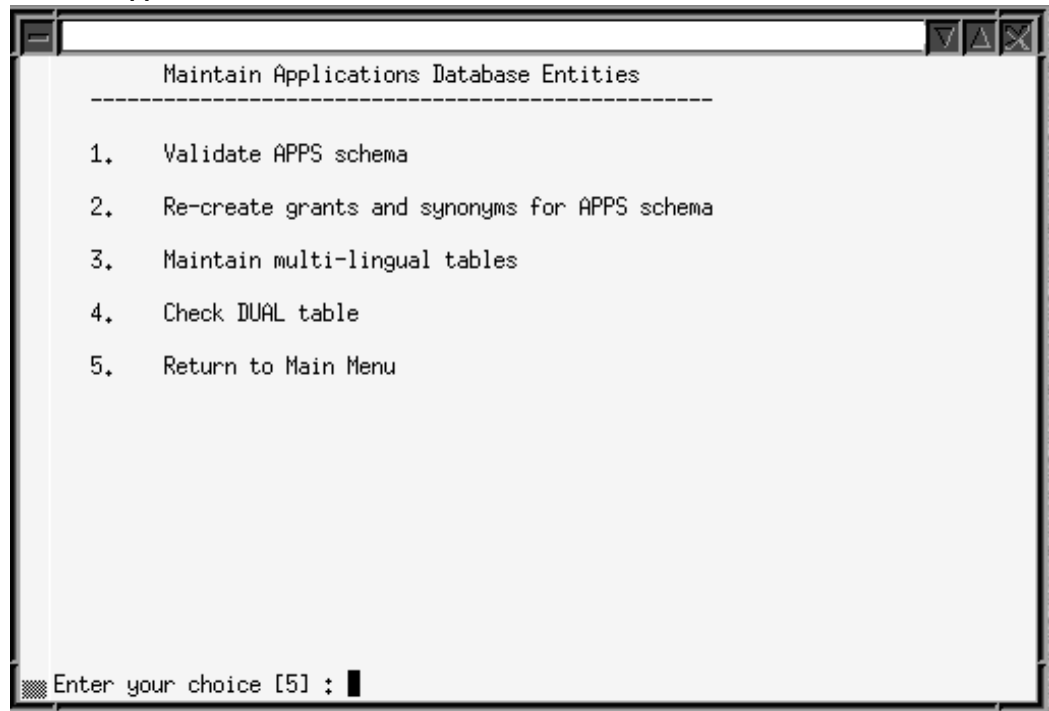 Maintain Applications Database Entities
---------------------------------------------------
1. Validate APPS schema
2. Re-create grants and synonyms for APPS schema
3. Maintain multi-lingual tables
4. Check DUAL table
5. Return to Main Menu
Enter your choice [5] :